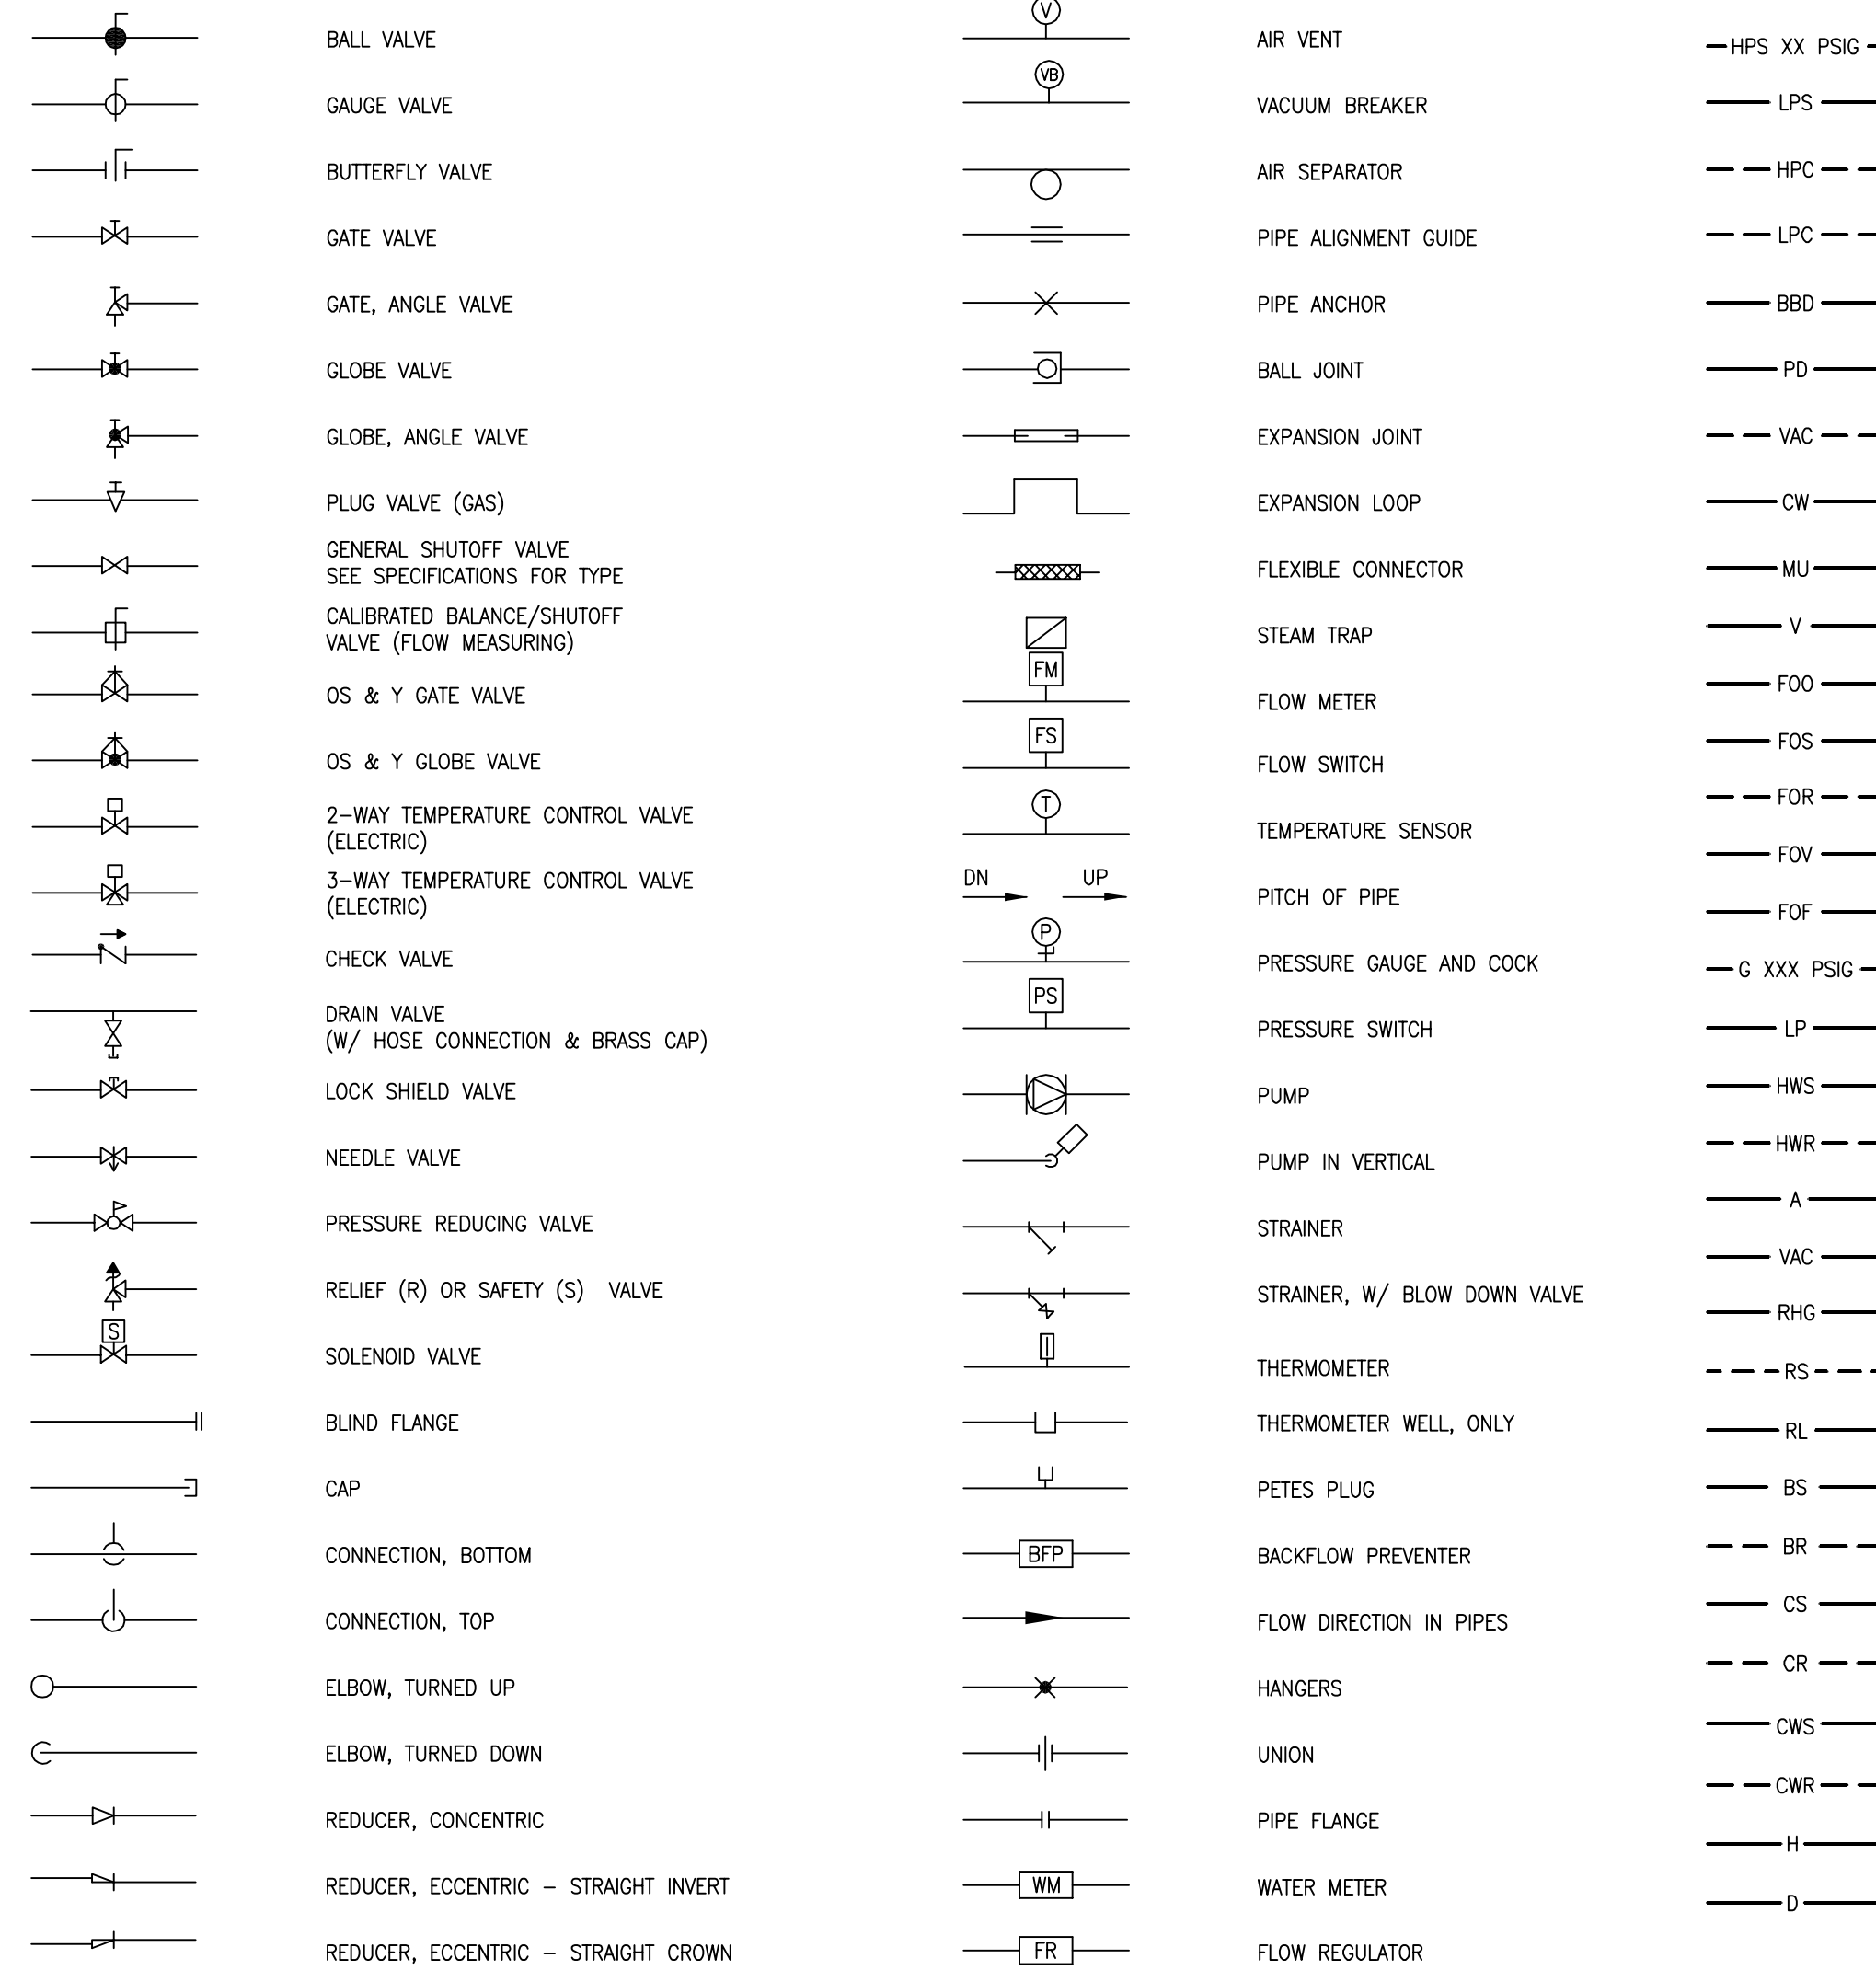 BALL VALVE
GAUGE VALVE
BUTTERFLY VALVE
GATE VALVE
GATE, ANGLE VALVE
GLOBE VALVE
GLOBE, ANGLE VALVE
PLUG VALVE (GAS)
GENERAL SHUTOFF VALVE
SEE SPECIFICATIONS FOR TYPE
CALIBRATED BALANCE/SHUTOFF
VALVE (FLOW MEASURING)
OS & Y GATE VALVE
OS & Y GLOBE VALVE
2-WAY TEMPERATURE CONTROL VALVE
(ELECTRIC)
3-WAY TEMPERATURE CONTROL VALVE
(ELECTRIC)
CHECK VALVE
DRAIN VALVE
(W/ HOSE CONNECTION & BRASS CAP)
LOCK SHIELD VALVE
NEEDLE VALVE
PRESSURE REDUCING VALVE
RELIEF (R) OR SAFETY (S) VALVE
S
SOLENOID VALVE
BLIND FLANGE
CAP
CONNECTION, BOTTOM
CONNECTION, TOP
ELBOW, TURNED UP
ELBOW, TURNED DOWN
REDUCER, CONCENTRIC
REDUCER, ECCENTRIC - STRAIGHT INVERT
REDUCER, ECCENTRIC - STRAIGHT CROWN
V
AIR VENT
VB
VACUUM BREAKER
AIR SEPARATOR
PIPE ALIGNMENT GUIDE
PIPE ANCHOR
BALL JOINT
EXPANSION JOINT
EXPANSION LOOP
FLEXIBLE CONNECTOR
STEAM TRAP
FM
FLOW METER
FS
FLOW SWITCH
T
TEMPERATURE SENSOR
DN UP
PITCH OF PIPE
P
PRESSURE GAUGE AND COCK
PS
PRESSURE SWITCH
PUMP
PUMP IN VERTICAL
STRAINER
STRAINER, W/ BLOW DOWN VALVE
THERMOMETER
THERMOMETER WELL, ONLY
PETES PLUG
BFP
BACKFLOW PREVENTER
FLOW DIRECTION IN PIPES
HANGERS
UNION
PIPE FLANGE
WM
WATER METER
FR
FLOW REGULATOR
HPS XX PSIG
LPS
HPC
LPC
BBD
PD
VAC
CW
MU
V
FOO
FOS
FOR
FOV
FOF
G XXX PSIG
LP
HWS
HWR
A
VAC
RHG
RS
RL
BS
BR
CS
CR
CWS
CWR
H
D